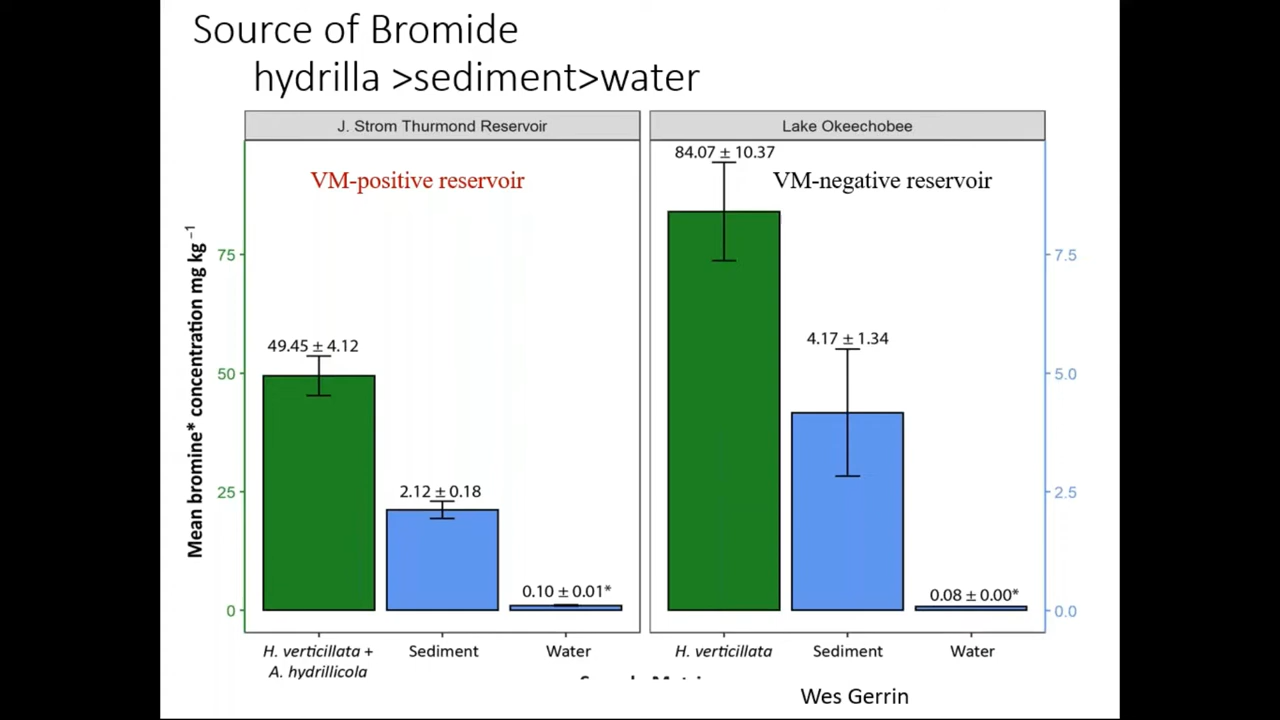 Source of Bromide
hydrilla >sediment>water
J. Strom Thurmond Reservoir
Lake Okeechobee
VM-positive reservoir
VM-negative reservoir
Mean bromine* concentration mg kg⁻¹
75
50
25
0
49.45 ± 4.12
2.12 ± 0.18
0.10 ± 0.01*
84.07 ± 10.37
4.17 ± 1.34
0.08 ± 0.00*
7.5
5.0
2.5
0.0
H. verticillata +
A. hydrillicola
Sediment
Water
H. verticillata
Sediment
Water
Wes Gerrin